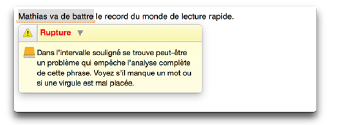 Mathias va de battre le record du monde de lecture rapide.
Rupture
Dans l'intervalle souligné se trouve peut-être
un problème qui empêche l'analyse complète
de cette phrase. Voyez s'il manque un mot ou
si une virgule est mal placée.